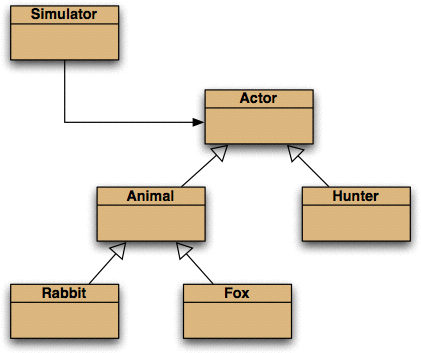 Simulator
Actor
Animal
Hunter
Rabbit
Fox